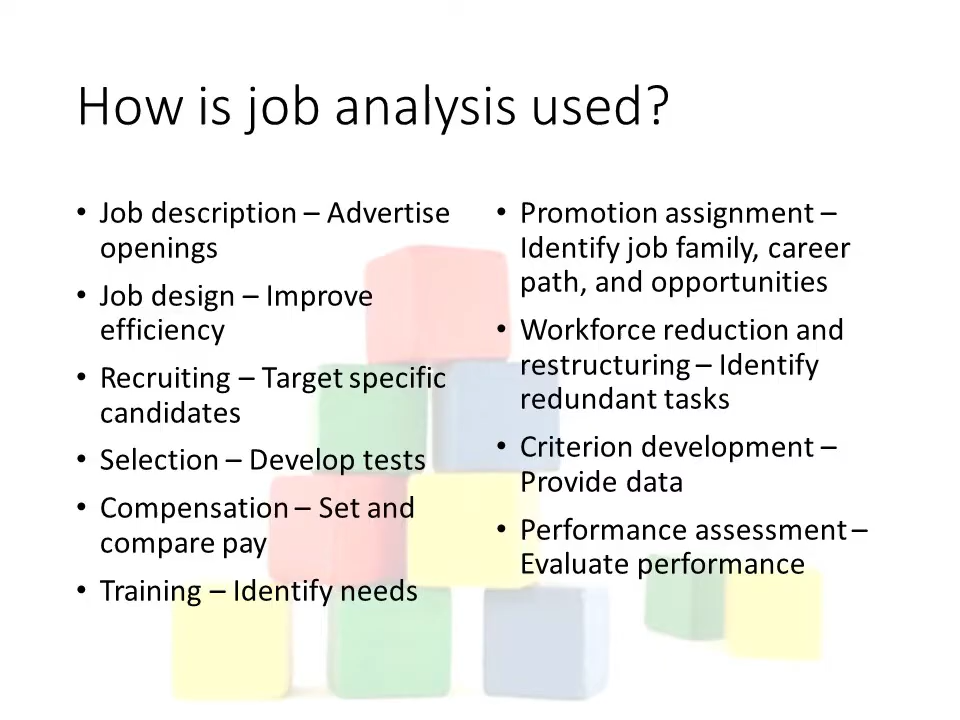 How is job analysis used?
• Job description – Advertise
openings
• Job design – Improve
efficiency
• Recruiting – Target specific
candidates
• Selection – Develop tests
• Compensation – Set and
compare pay
• Training – Identify needs
• Promotion assignment –
Identify job family, career
path, and opportunities
• Workforce reduction and
restructuring – Identify
redundant tasks
• Criterion development –
Provide data
• Performance assessment –
Evaluate performance